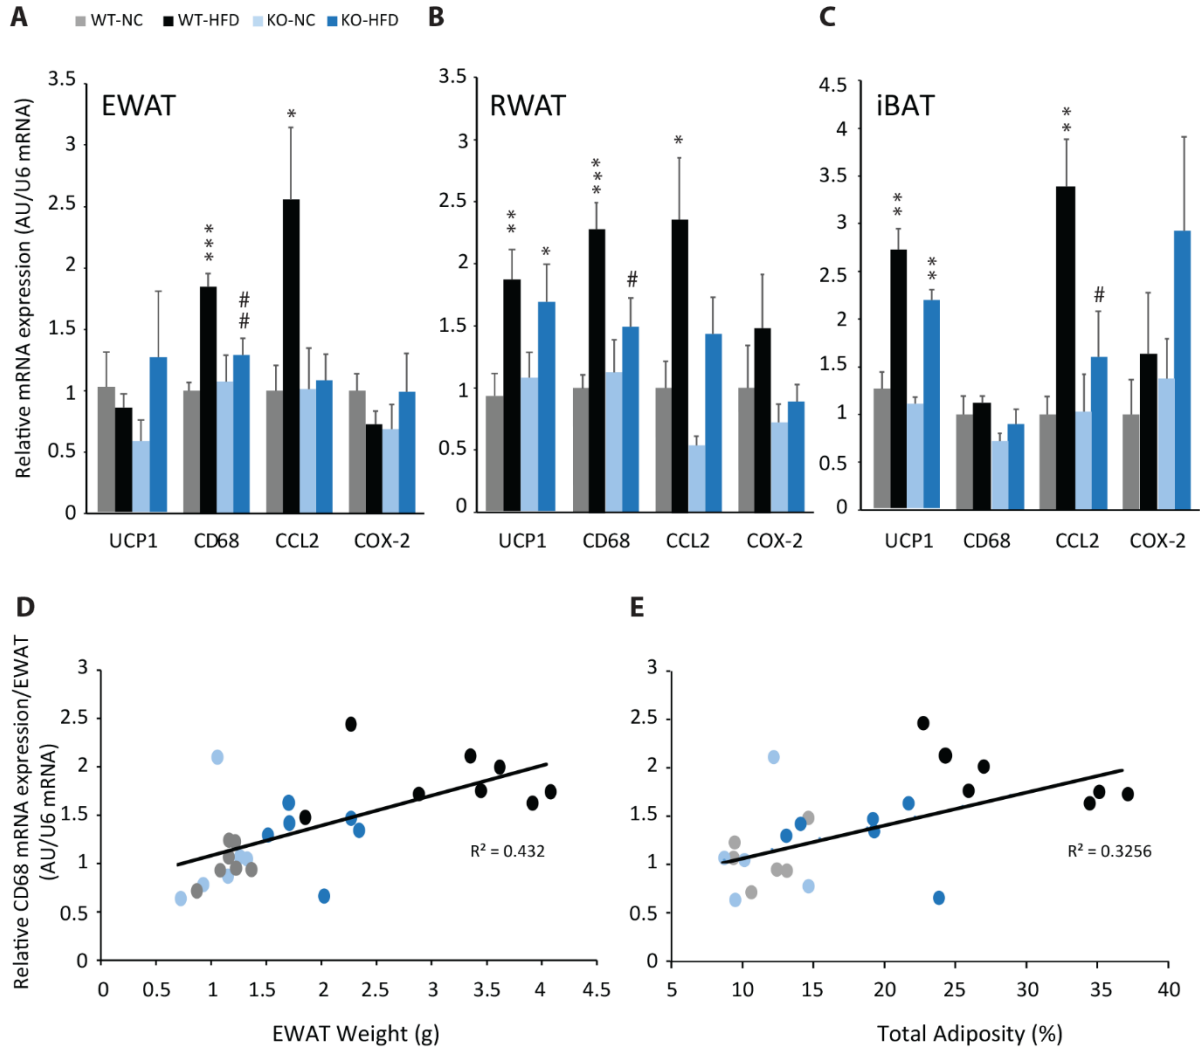 A
WT-NC WT-HFD KO-NC KO-HFD
B
C
Relative mRNA expression (AU/U6 mRNA)
3.5
3
2.5
2
1.5
1
0.5
0
EWAT
***
##
*
UCP1 CD68 CCL2 COX-2
3.5
3
2.5
2
1.5
1
0.5
0
RWAT
**
*
***
#
*
UCP1 CD68 CCL2 COX-2
4.5
4
3.5
3
2.5
2
1.5
1
0.5
0
iBAT
**
**
**
#
UCP1 CD68 CCL2 COX-2
D
Relative CD68 mRNA expression/EWAT
(AU/U6 mRNA)
3
2.5
2
1.5
1
0.5
0
R² = 0.432
0 0.5 1 1.5 2 2.5 3 3.5 4 4.5
EWAT Weight (g)
E
3
2.5
2
1.5
1
0.5
0
R² = 0.3256
5 10 15 20 25 30 35 40
Total Adiposity (%)